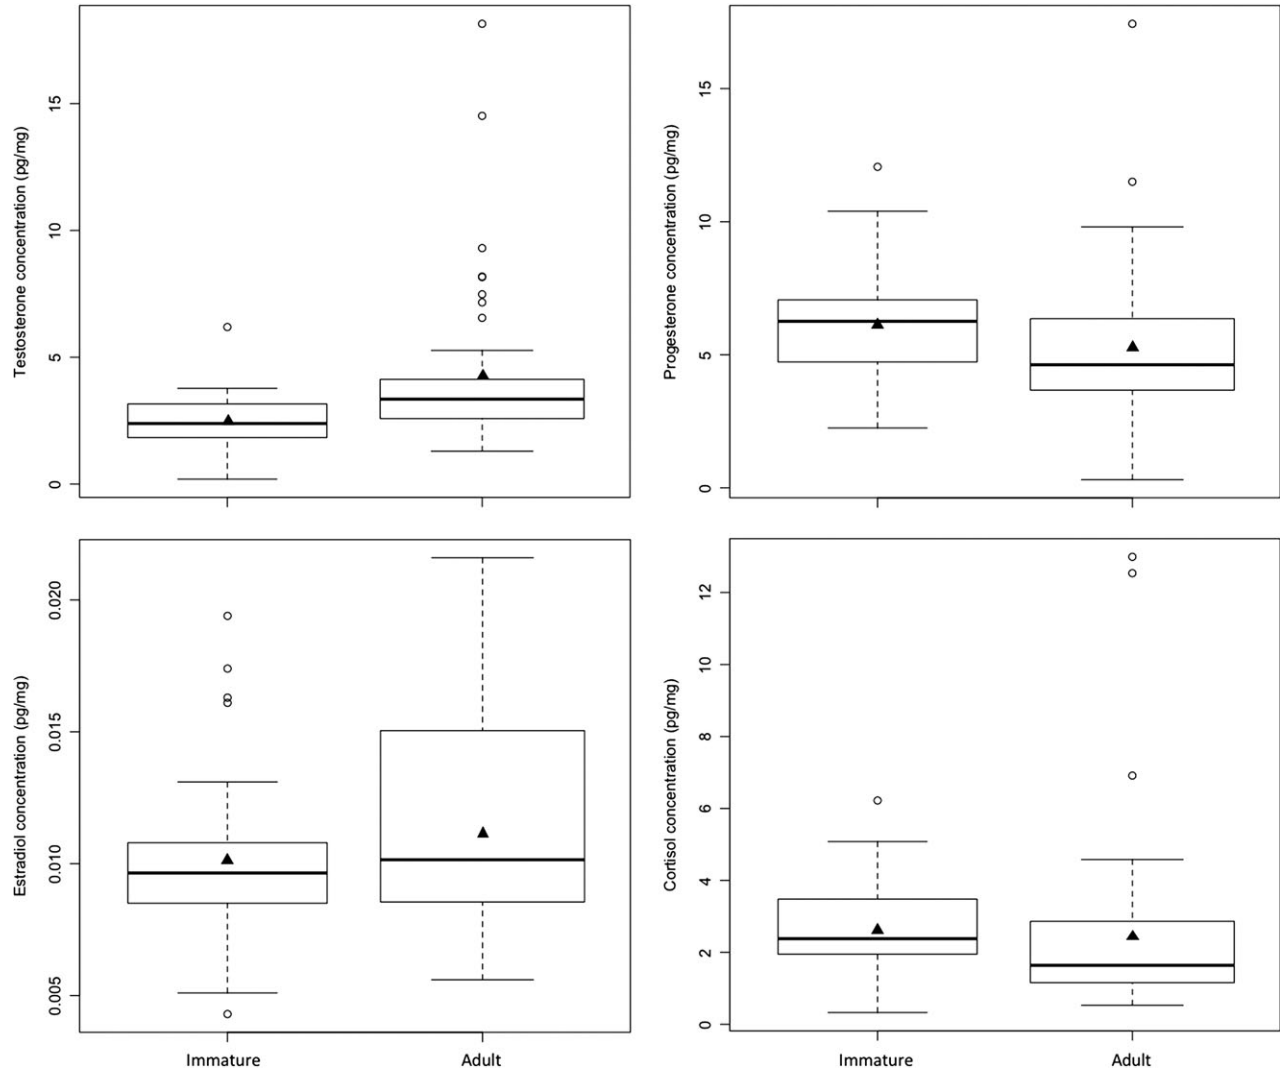 Testosterone concentration (pg/mg)
15
10
5
0
Progesterone concentration (pg/mg)
15
10
5
0
Estradiol concentration (pg/mg)
0.020
0.015
0.010
0.005
Immature
Adult
Cortisol concentration (pg/mg)
12
10
8
6
4
2
0
Immature
Adult